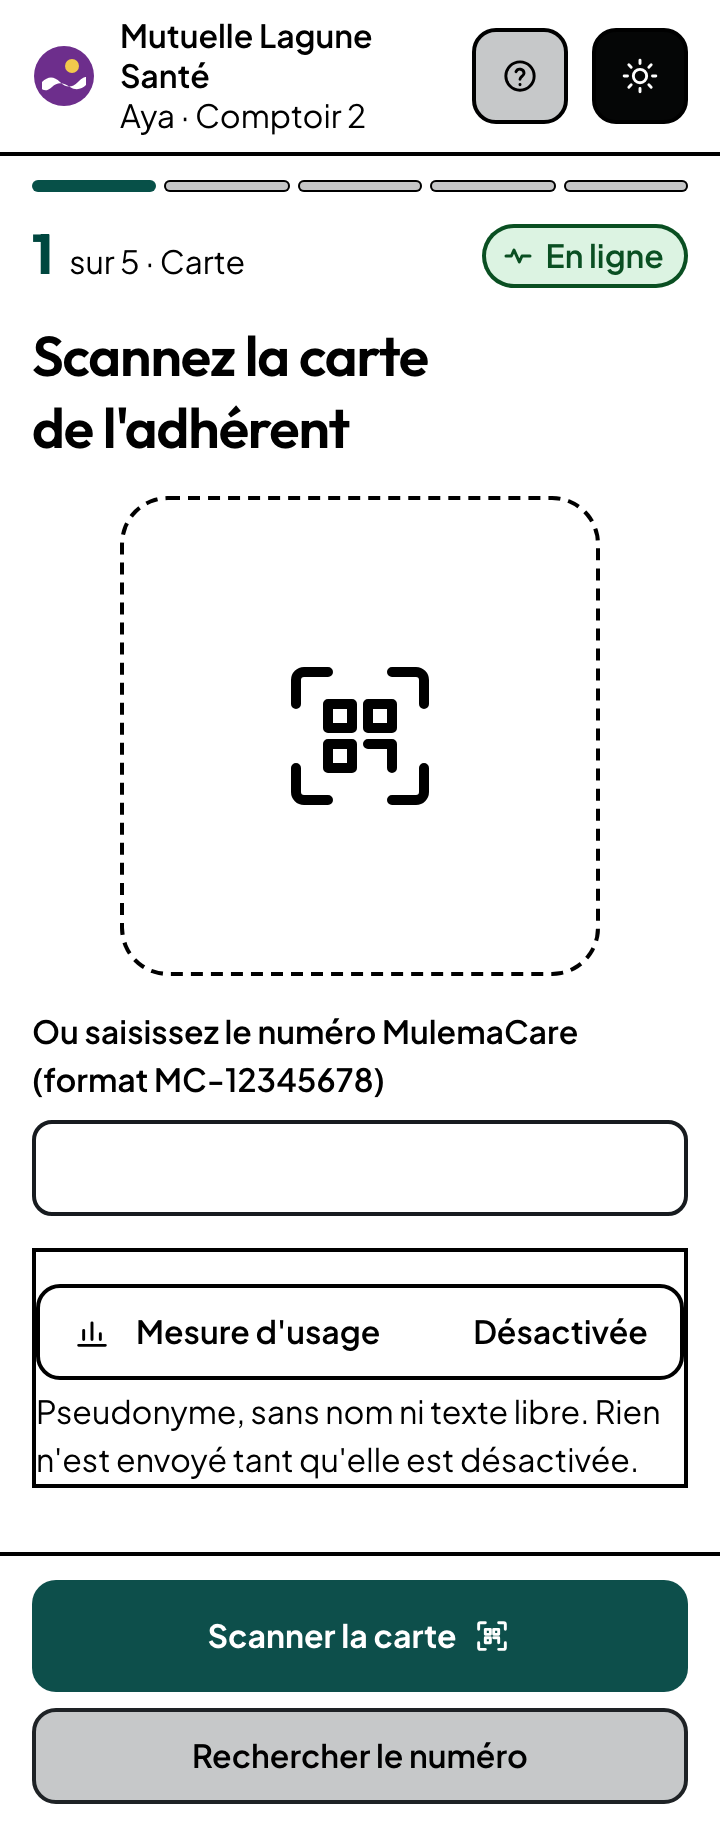 Mutuelle Lagune
Santé
Aya · Comptoir 2
1 sur 5 · Carte
En ligne
Scannez la carte
de l'adhérent
Ou saisissez le numéro MulemaCare
(format MC-12345678)
Mesure d'usage
Désactivée
Pseudonyme, sans nom ni texte libre. Rien
n'est envoyé tant qu'elle est désactivée.
Scanner la carte
Rechercher le numéro